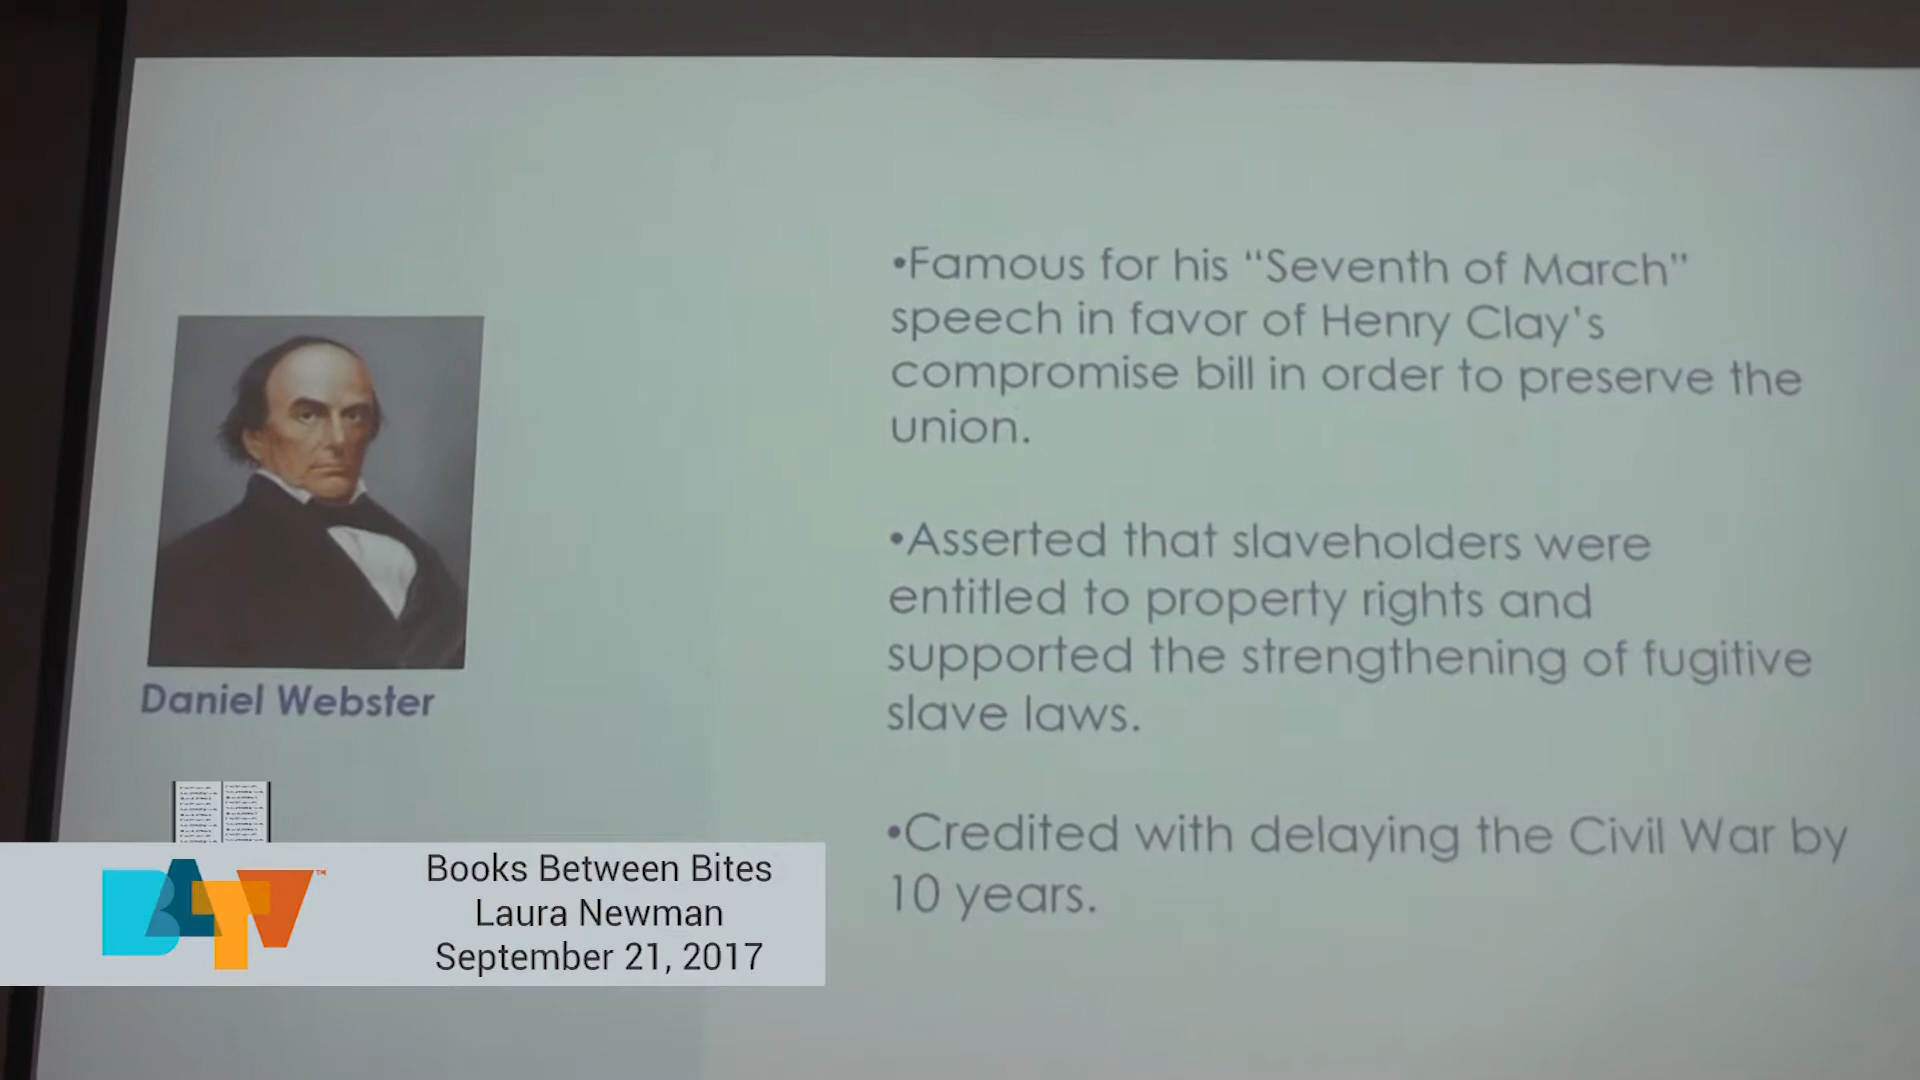 •Famous for his “Seventh of March”
speech in favor of Henry Clay's
compromise bill in order to preserve the
union.
•Asserted that slaveholders were
entitled to property rights and
supported the strengthening of fugitive
slave laws.
•Credited with delaying the Civil War by
10 years.
Daniel Webster
BATV™
Books Between Bites
Laura Newman
September 21, 2017